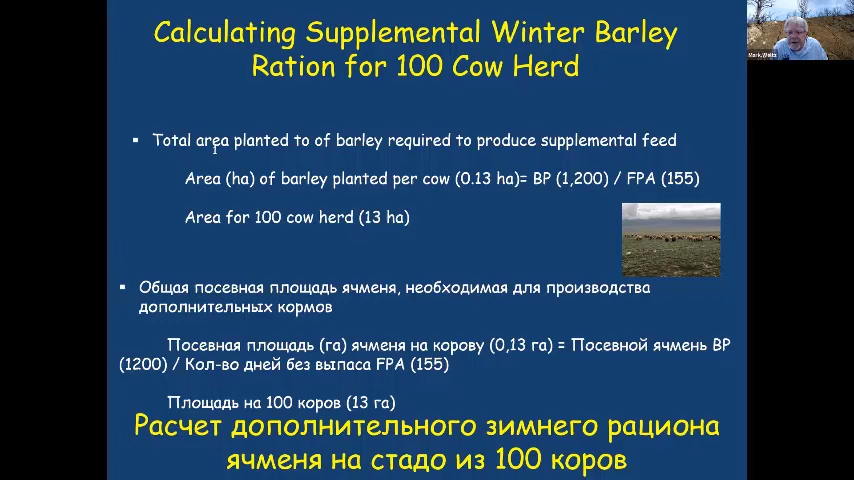 Calculating Supplemental Winter Barley
Ration for 100 Cow Herd
Mark Weltz
▪ Total area planted to of barley required to produce supplemental feed
Area (ha) of barley planted per cow (0.13 ha)= BP (1,200) / FPA (155)
Area for 100 cow herd (13 ha)
▪ Общая посевная площадь ячменя, необходимая для производства
дополнительных кормов
Посевная площадь (га) ячменя на корову (0,13 га) = Посевной ячмень BP
(1200) / Кол-во дней без выпаса FPA (155)
Площадь на 100 коров (13 га)
Расчет дополнительного зимнего рациона
ячменя на стадо из 100 коров